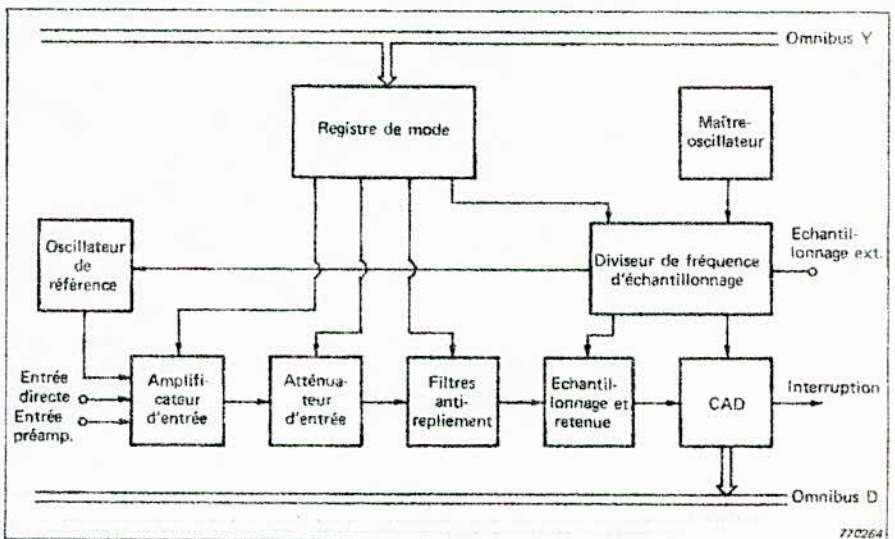 Omnibus Y
Registre de mode
Maître-
oscillateur
Oscillateur
de
référence
Diviseur de fréquence
d'échantillonnage
Echantil-
lonnage ext.
Entrée
directe
Entrée
préamp.
Amplifi-
cateur
d'entrée
Atténua-
teur
d'entrée
Filtres
anti-
repliement
Echantil-
lonnage et
retenue
CAD
Interruption
Omnibus D
770264